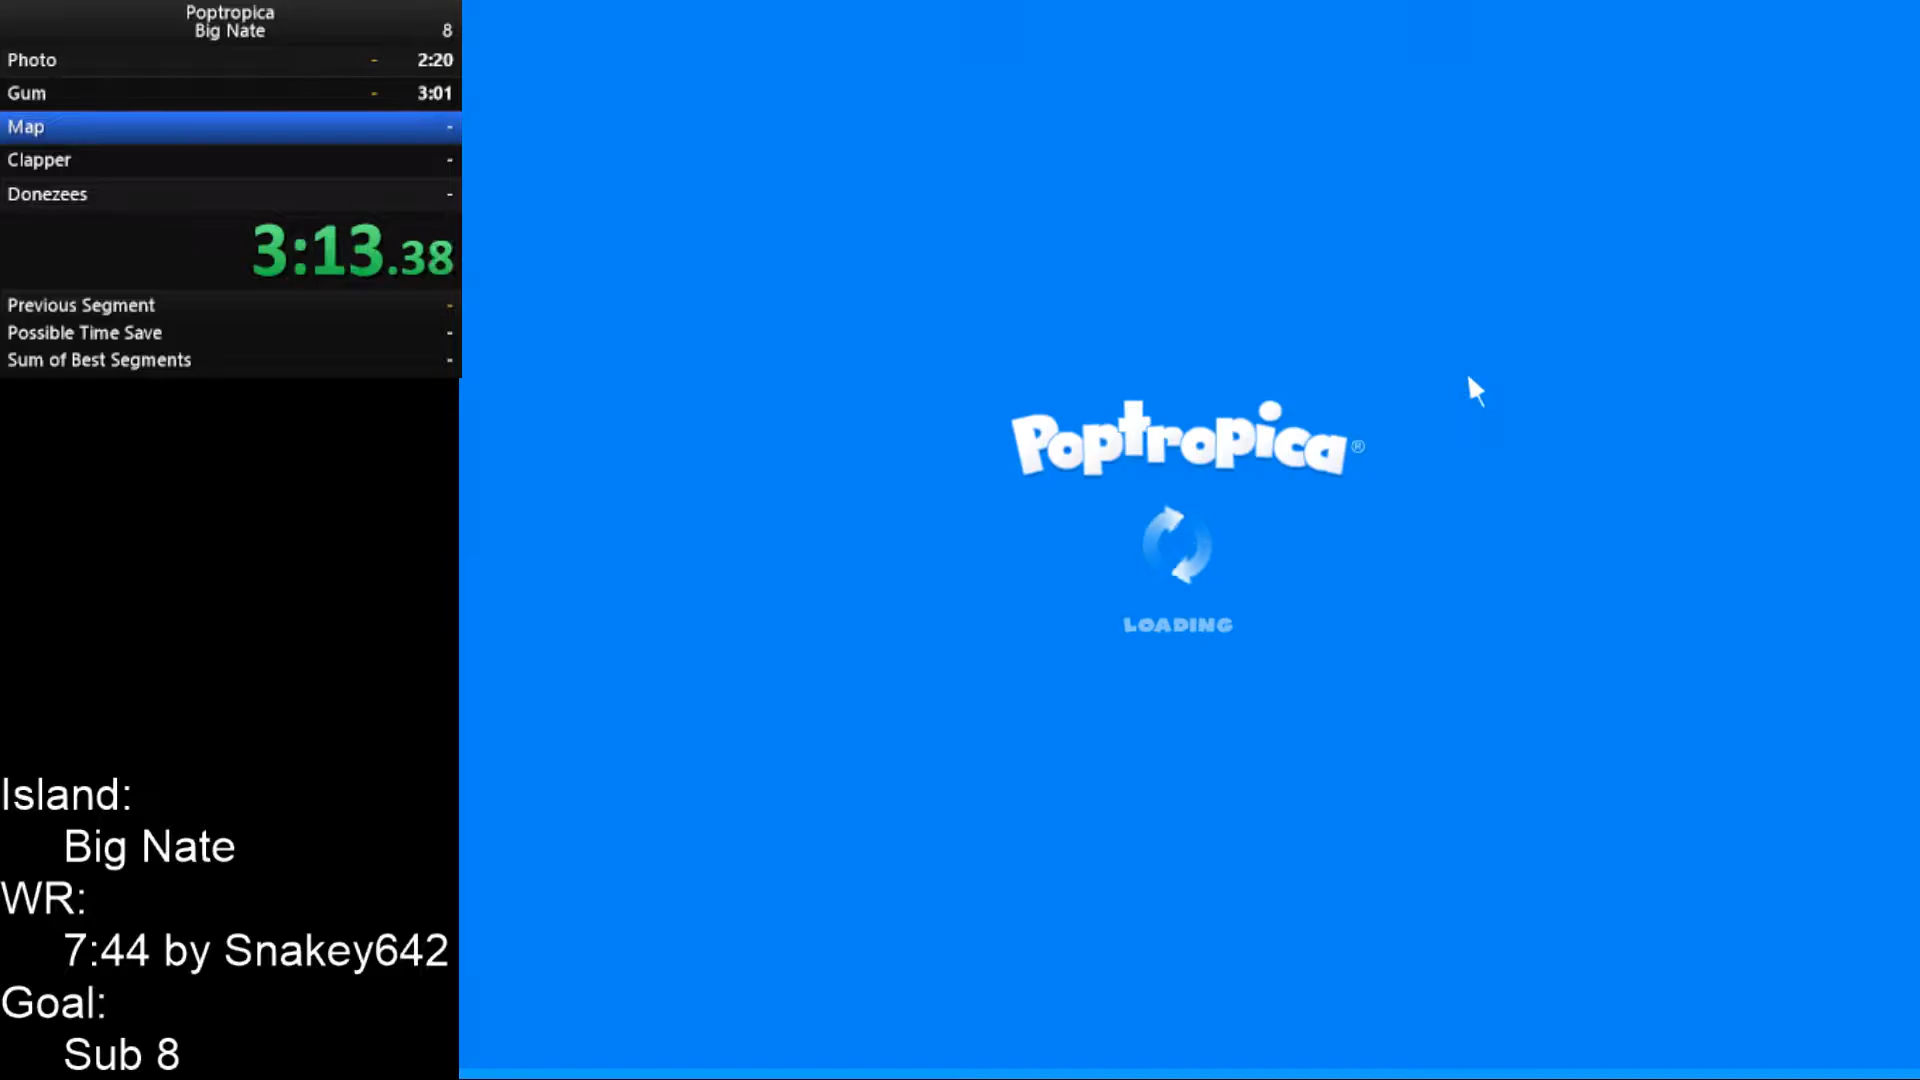 Poptropica
Big Nate 8
Photo - 2:20
Gum - 3:01
Map -
Clapper -
Donezees -
3:13.38
Previous Segment -
Possible Time Save -
Sum of Best Segments -
Poptropica®
LOADING
Island:
Big Nate
WR:
7:44 by Snakey642
Goal:
Sub 8